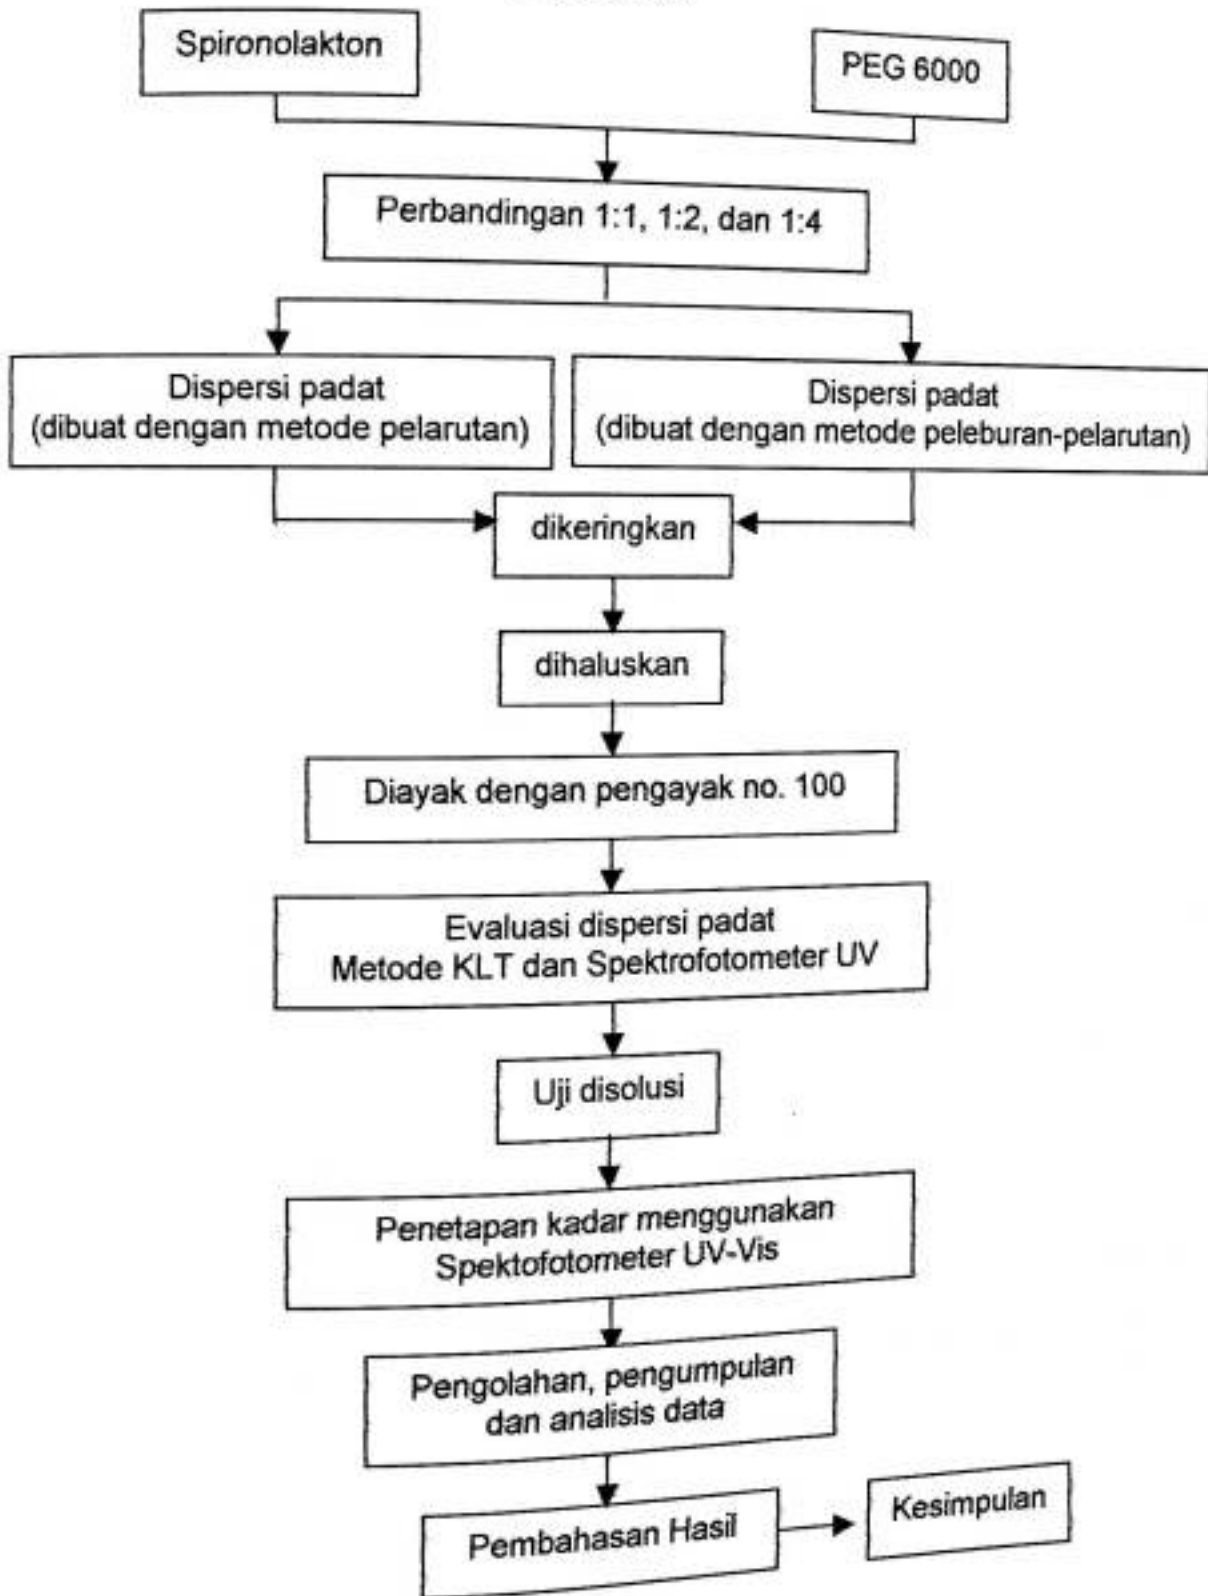 Spironolakton
PEG 6000
Perbandingan 1:1, 1:2, dan 1:4
Dispersi padat
(dibuat dengan metode pelarutan)
Dispersi padat
(dibuat dengan metode peleburan-pelarutan)
dikeringkan
dihaluskan
Diayak dengan pengayak no. 100
Evaluasi dispersi padat
Metode KLT dan Spektrofotometer UV
Uji disolusi
Penetapan kadar menggunakan
Spektofotometer UV-Vis
Pengolahan, pengumpulan
dan analisis data
Pembahasan Hasil
Kesimpulan